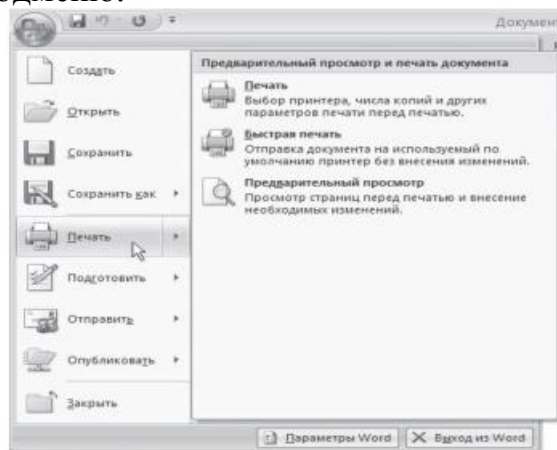 Докумен
Создать
Открыть
Сохранить
Сохранить как
Печать
Подготовить
Отправить
Опубликовать
Закрыть
Предварительный просмотр и печать документа
Печать
Выбор принтера, числа копий и других
параметров печати перед печатью.
Быстрая печать
Отправка документа на используемый по
умолчанию принтер без внесения изменений.
Предварительный просмотр
Просмотр страниц перед печатью и внесение
необходимых изменений.
Параметры Word
Выход из Word